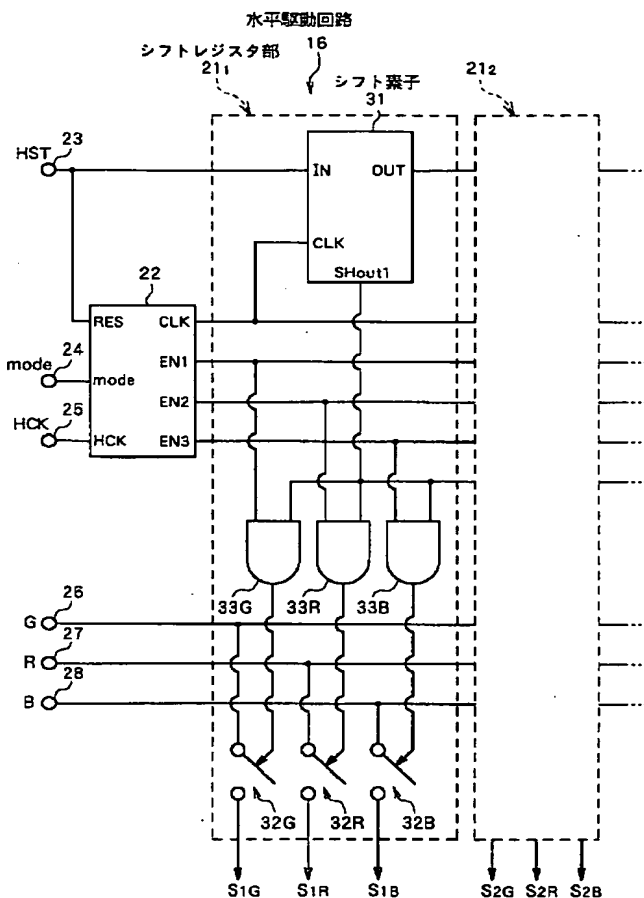 水平駆動回路
16
シフトレジスタ部
21₁
シフト素子
31
21₂
23
HST
IN
OUT
CLK
SHout1
22
RES
CLK
24
mode
mode
EN1
EN2
25
HCK
HCK
EN3
33G
33R
33B
26
G
27
R
28
B
32G
32R
32B
S1G
S1R
S1B
S2G
S2R
S2B